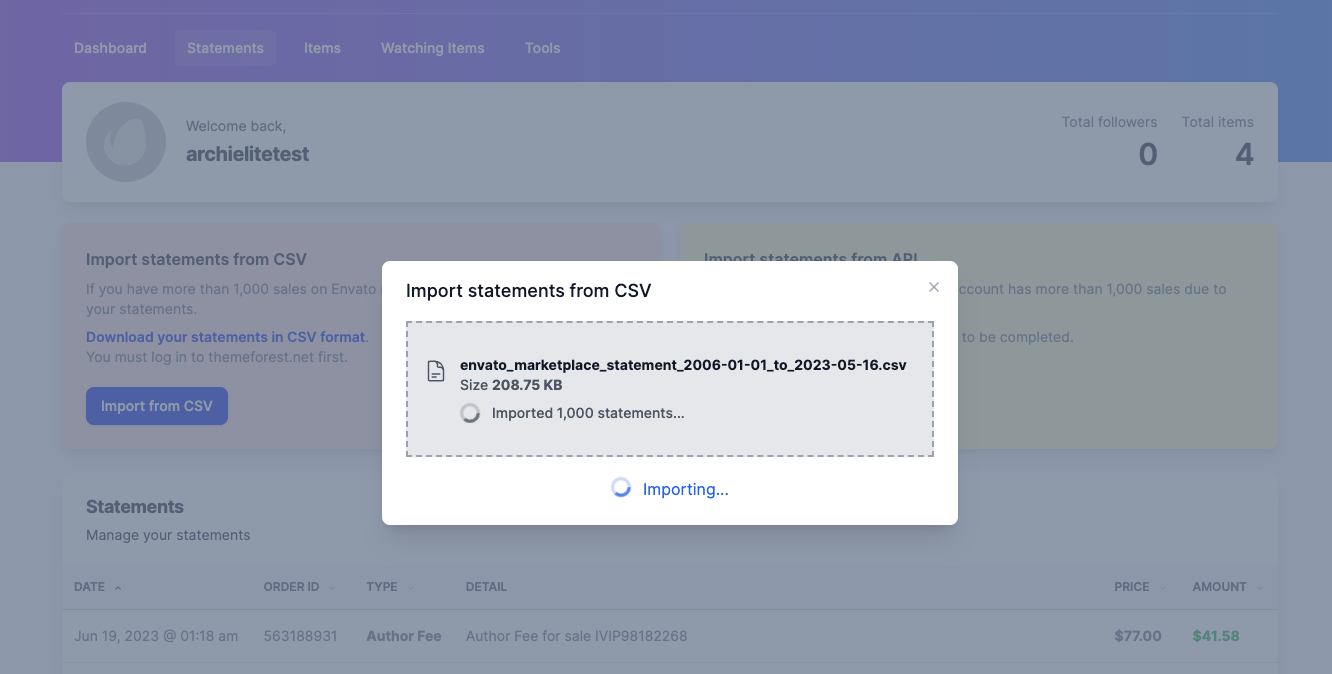 Dashboard Statements Items Watching Items Tools
Welcome back,
archielitetest
Total followers Total items
0 4
Import statements from CSV
If you have more than 1,000 sales on Envato
your statements.
Download your statements in CSV format.
You must log in to themeforest.net first.
Import from CSV
Import statements from API
ccount has more than 1,000 sales due to
to be completed.
Import statements from CSV
envato_marketplace_statement_2006-01-01_to_2023-05-16.csv
Size 208.75 KB
Imported 1,000 statements...
Importing...
Statements
Manage your statements
DATE ORDER ID TYPE DETAIL PRICE AMOUNT
Jun 19, 2023 @ 01:18 am 563188931 Author Fee Author Fee for sale IVIP98182268 $77.00 $41.58